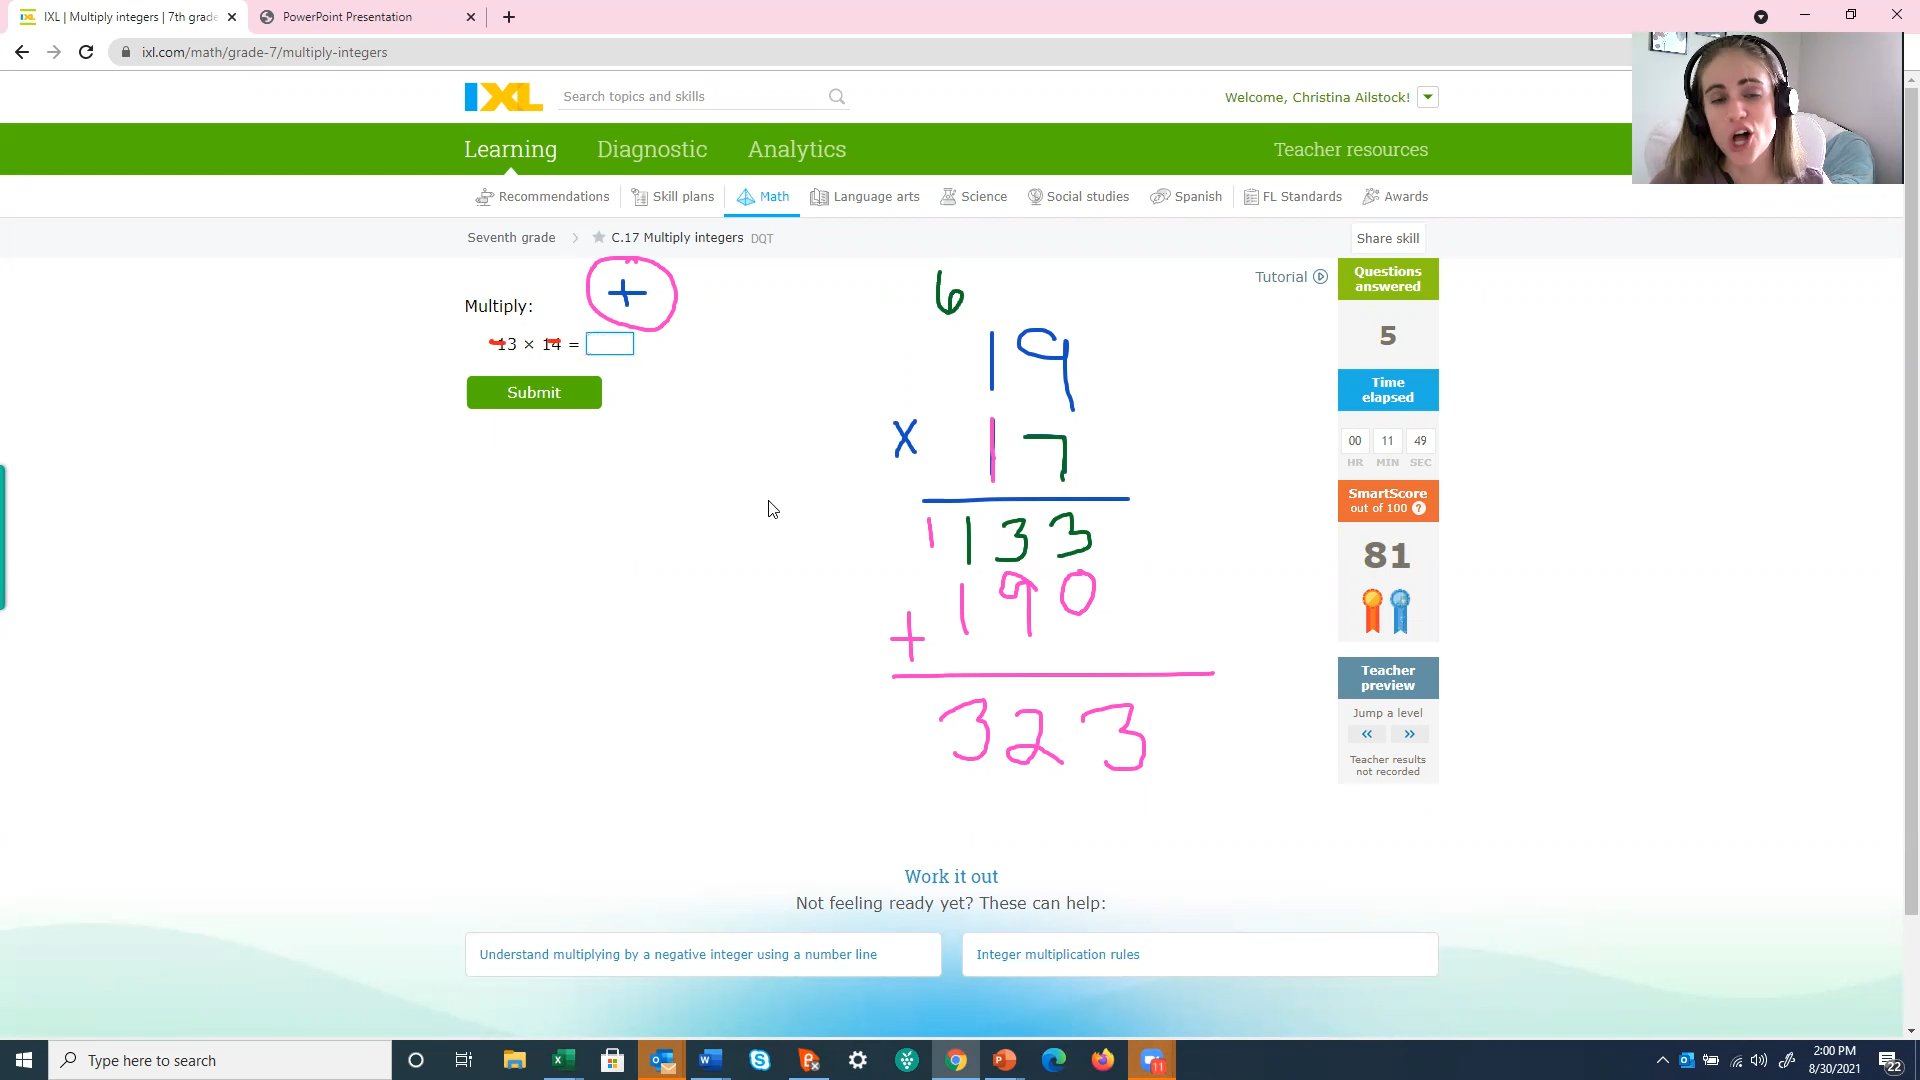 IXL | Multiply integers | 7th grade
PowerPoint Presentation
ixl.com/math/grade-7/multiply-integers
IXL
Search topics and skills
Welcome, Christina Ailstock!
Learning
Diagnostic
Analytics
Teacher resources
Recommendations
Skill plans
Math
Language arts
Science
Social studies
Spanish
FL Standards
Awards
Seventh grade > C.17 Multiply integers DQT
Share skill
Tutorial
Multiply:
+
13 × 14 =
Submit
6
19
x 17
1 133
+ 190
323
Questions
answered
5
Time
elapsed
00 11 49
HR MIN SEC
SmartScore
out of 100 ?
81
Teacher
preview
Jump a level
<< >>
Teacher results
not recorded
Work it out
Not feeling ready yet? These can help:
Understand multiplying by a negative integer using a number line
Integer multiplication rules
Type here to search
11
2:00 PM
8/30/2021
22